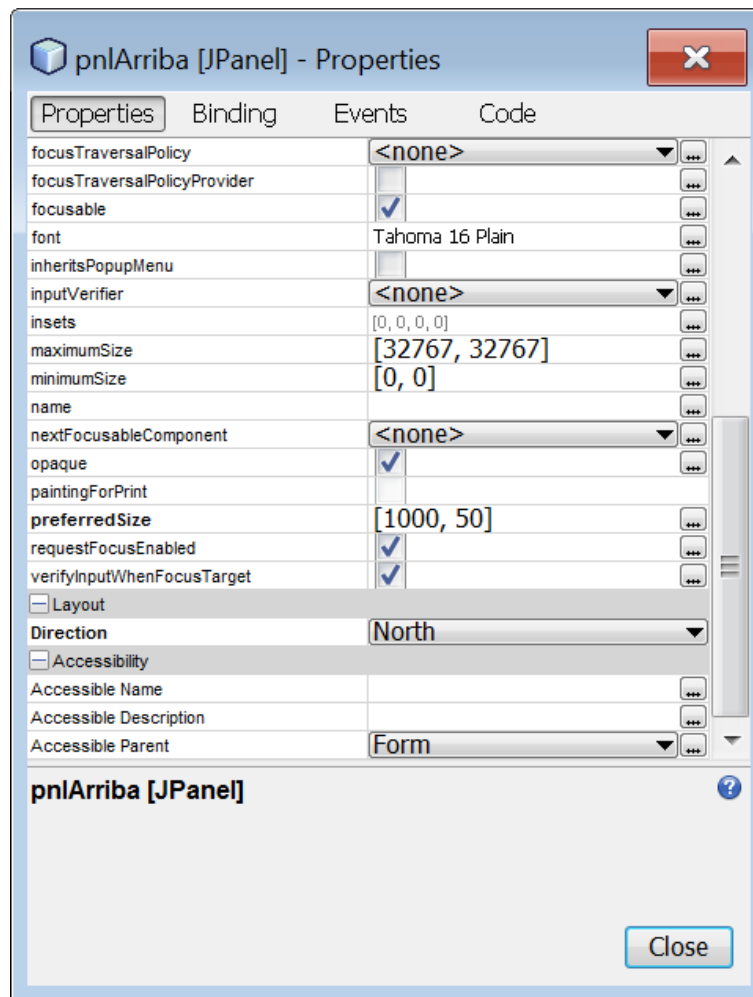 pnlArriba [JPanel] - Properties
Properties Binding Events Code
focusTraversalPolicy <none> ...
focusTraversalPolicyProvider ...
focusable ...
font Tahoma 16 Plain ...
inheritsPopupMenu ...
inputVerifier <none> ...
insets [0, 0, 0, 0] ...
maximumSize [32767, 32767] ...
minimumSize [0, 0] ...
name ...
nextFocusableComponent <none> ...
opaque ...
paintingForPrint
preferredSize [1000, 50] ...
requestFocusEnabled ...
verifyInputWhenFocusTarget ...
Layout
Direction North
Accessibility
Accessible Name ...
Accessible Description ...
Accessible Parent Form ...
pnlArriba [JPanel] ?
Close